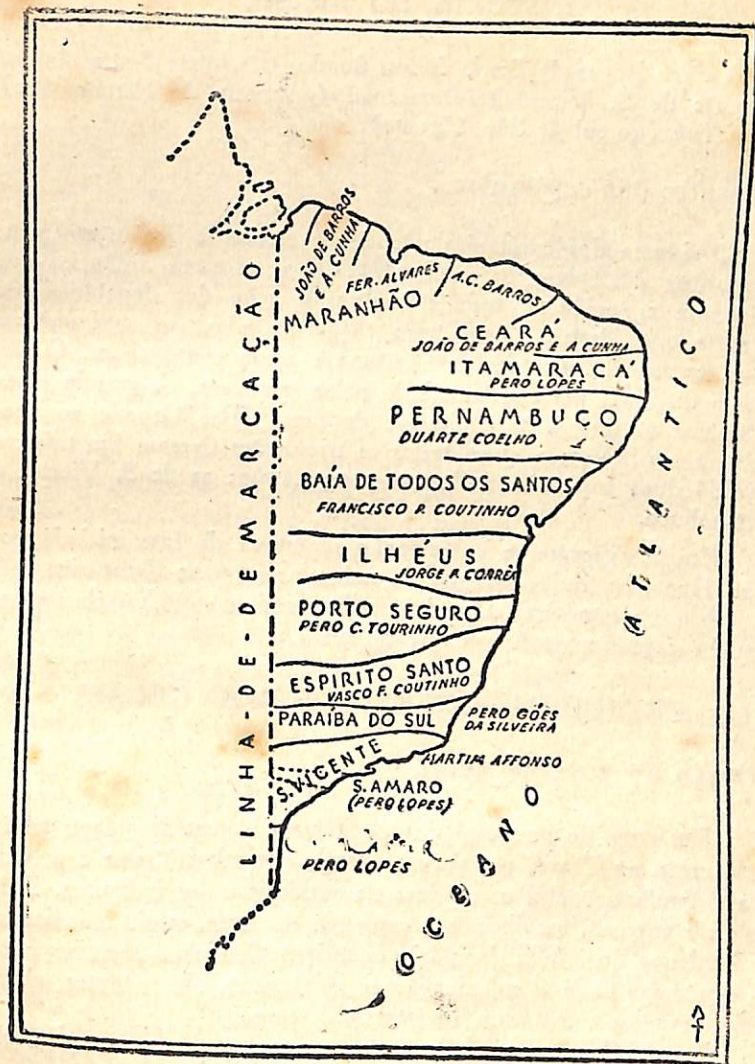 LINHA-DE-DEMARCAÇÃO
JOÃO DE BARROS
E A. CUNHA
FER. ALVARES
MARANHÃO
A.C. BARROS
CEARÁ
JOÃO DE BARROS E A CUNHA
ITAMARACÁ
PERO LOPES
PERNAMBUCO
DUARTE COELHO
BAÍA DE TODOS OS SANTOS
FRANCISCO P. COUTINHO
ILHÉUS
JORGE F. CORRÊA
PORTO SEGURO
PERO C. TOURINHO
ESPIRITO SANTO
VASCO F. COUTINHO
PARAÍBA DO SUL
PERO GÓES
DA SILVEIRA
S. VICENTE
MARTIM AFFONSO
S. AMARO
(PERO LOPES)
PERO LOPES
OCEANO
ATLANTICO